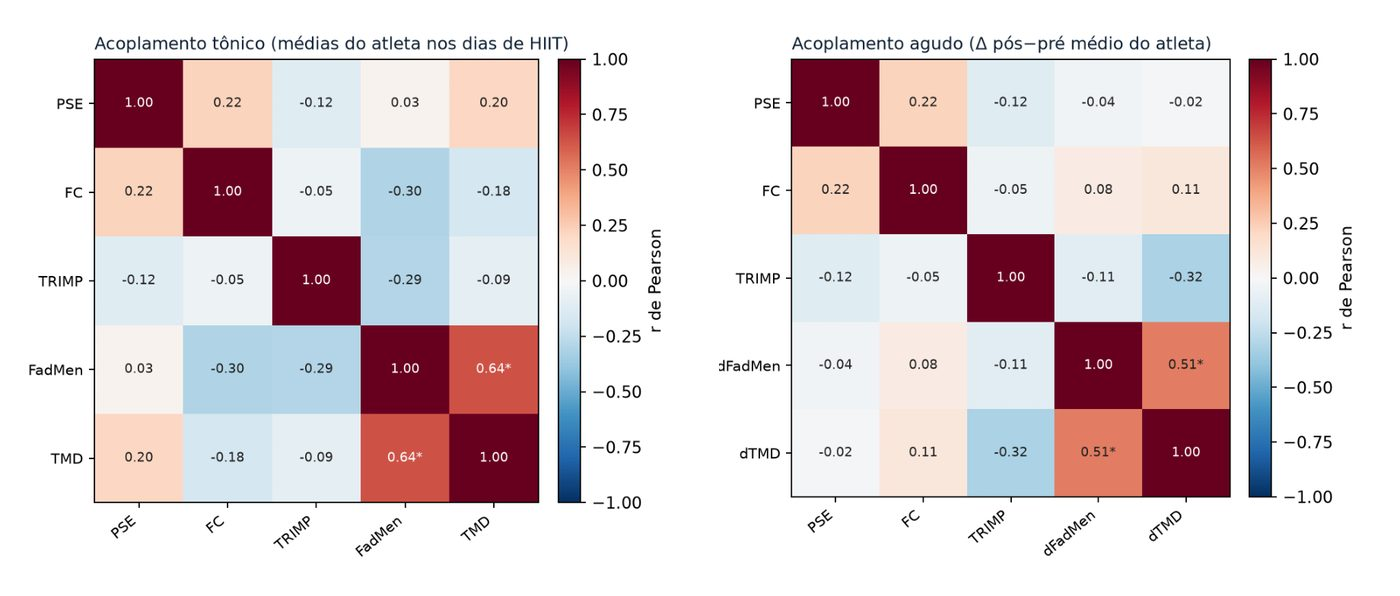 Acoplamento tônico (médias do atleta nos dias de HIIT)
PSE 1.00 0.22 -0.12 0.03 0.20
FC 0.22 1.00 -0.05 -0.30 -0.18
TRIMP -0.12 -0.05 1.00 -0.29 -0.09
FadMen 0.03 -0.30 -0.29 1.00 0.64*
TMD 0.20 -0.18 -0.09 0.64* 1.00
PSE FC TRIMP FadMen TMD
1.00
0.75
0.50
0.25
0.00
−0.25
−0.50
−0.75
−1.00
r de Pearson
Acoplamento agudo (Δ pós−pré médio do atleta)
PSE 1.00 0.22 -0.12 -0.04 -0.02
FC 0.22 1.00 -0.05 0.08 0.11
TRIMP -0.12 -0.05 1.00 -0.11 -0.32
dFadMen -0.04 0.08 -0.11 1.00 0.51*
dTMD -0.02 0.11 -0.32 0.51* 1.00
PSE FC TRIMP dFadMen dTMD
1.00
0.75
0.50
0.25
0.00
−0.25
−0.50
−0.75
−1.00
r de Pearson